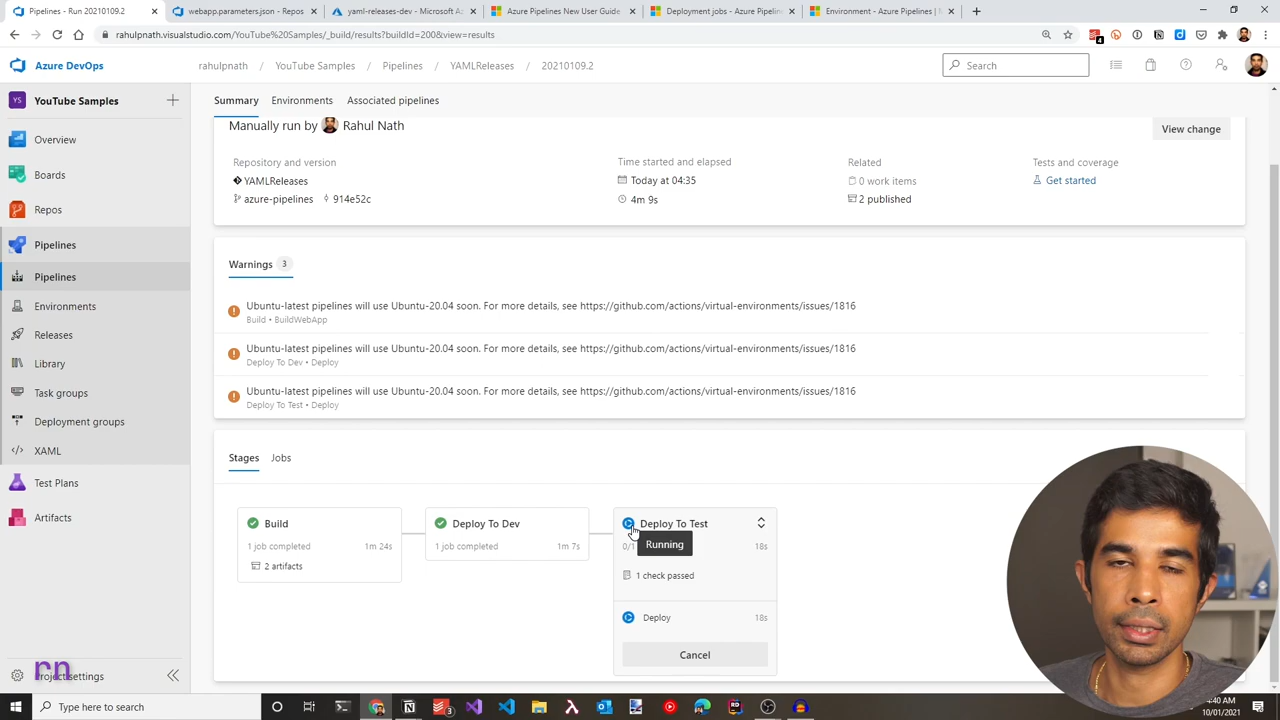 Pipelines - Run 20210109.2
webapp.parameters.json - Repos
yaml-releases-dev - Microsoft Az
Azure Pipelines New User Guide
Deployment jobs - Azure Pipeline
Environment - Azure Pipelines | M
rahulpnath.visualstudio.com/YouTube%20Samples/_build/results?buildId=200&view=results
Azure DevOps
rahulpnath / YouTube Samples / Pipelines / YAMLReleases / 20210109.2
Search
YS YouTube Samples
Overview
Boards
Repos
Pipelines
Pipelines
Environments
Releases
Library
Task groups
Deployment groups
XAML
Test Plans
Artifacts
Project settings
rn
Summary Environments Associated pipelines
Manually run by Rahul Nath
View change
Repository and version
YAMLReleases
azure-pipelines 914e52c
Time started and elapsed
Today at 04:35
4m 9s
Related
0 work items
2 published
Tests and coverage
Get started
Warnings 3
Ubuntu-latest pipelines will use Ubuntu-20.04 soon. For more details, see https://github.com/actions/virtual-environments/issues/1816
Build • BuildWebApp
Ubuntu-latest pipelines will use Ubuntu-20.04 soon. For more details, see https://github.com/actions/virtual-environments/issues/1816
Deploy To Dev • Deploy
Ubuntu-latest pipelines will use Ubuntu-20.04 soon. For more details, see https://github.com/actions/virtual-environments/issues/1816
Deploy To Test • Deploy
Stages Jobs
Build
1 job completed 1m 24s
2 artifacts
Deploy To Dev
1 job completed 1m 7s
Deploy To Test
0/1 18s
Running
1 check passed
Deploy 18s
Cancel
Type here to search
:40 AM
10/01/2021